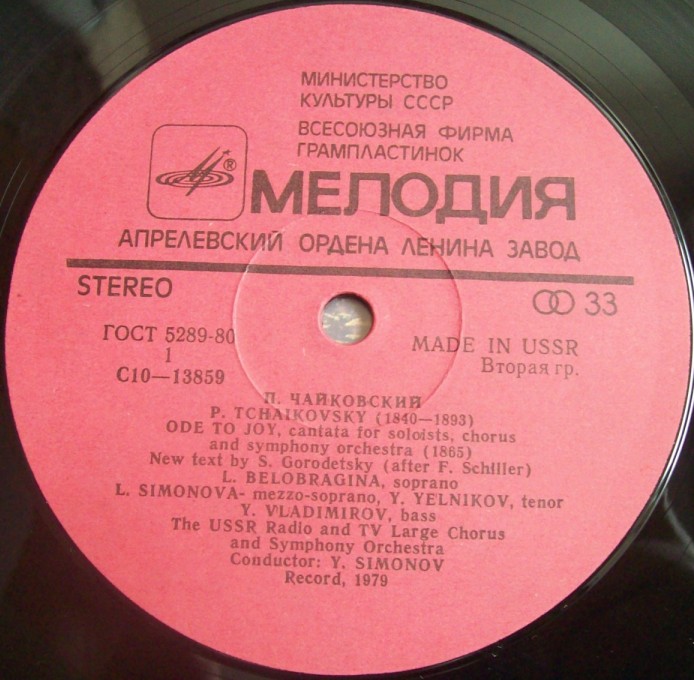 МИНИСТЕРСТВО
КУЛЬТУРЫ СССР
ВСЕСОЮЗНАЯ ФИРМА
ГРАМПЛАСТИНОК
® МЕЛОДИЯ
АПРЕЛЕВСКИЙ ОРДЕНА ЛЕНИНА ЗАВОД
STEREO 33
ГОСТ 5289-80 MADE IN USSR
1 Вторая гр.
С10—13859
П. ЧАЙКОВСКИЙ
P. TCHAIKOVSKY (1840—1893)
ODE TO JOY, cantata for soloists, chorus
and symphony orchestra (1865)
New text by S. Gorodetsky (after F. Schiller)
L. BELOBRAGINA, soprano
L. SIMONOVA- mezzo-soprano, Y. YELNIKOV, tenor
Y. VLADIMIROV, bass
The USSR Radio and TV Large Chorus
and Symphony Orchestra
Conductor: Y. SIMONOV
Record, 1979